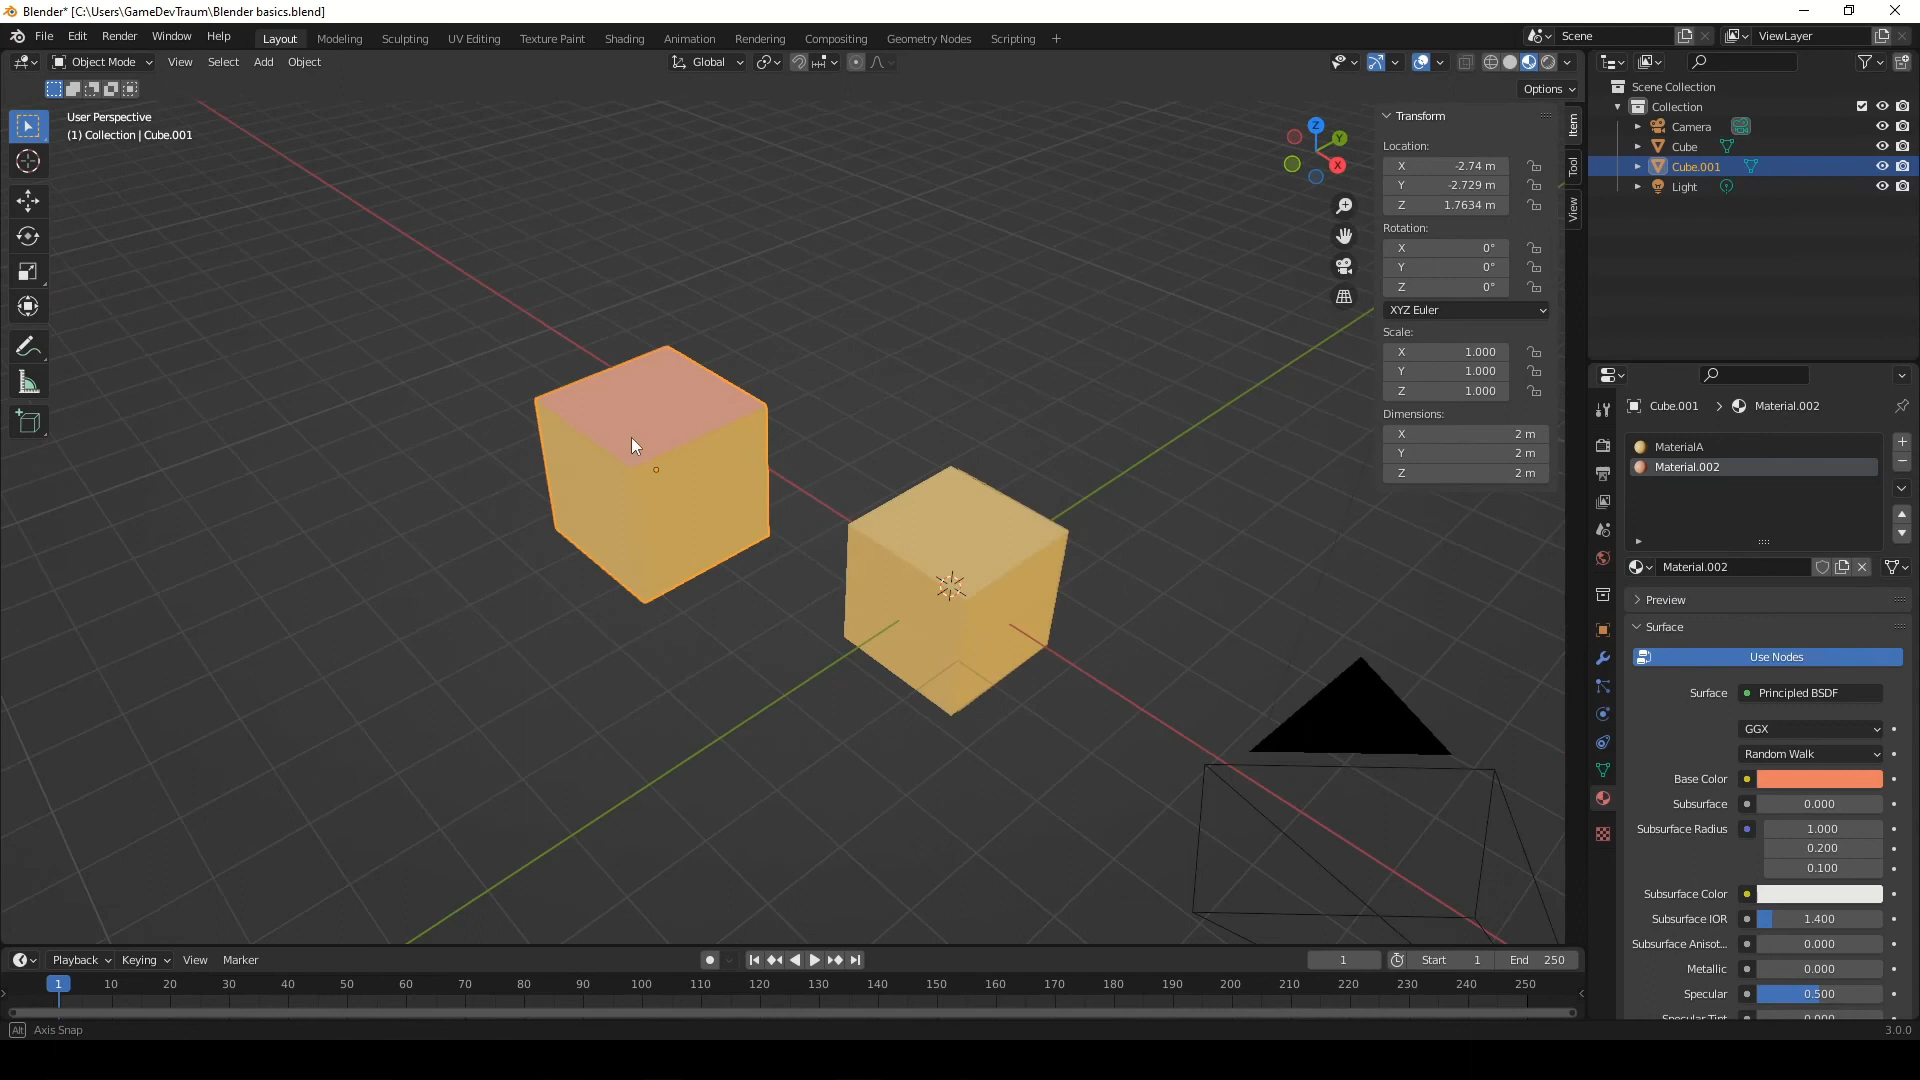 Blender* [C:\Users\GameDevTraum\Blender basics.blend]
File Edit Render Window Help
Layout Modeling Sculpting UV Editing Texture Paint Shading Animation Rendering Compositing Geometry Nodes Scripting +
Scene
ViewLayer
Object Mode View Select Add Object
Global
Options
User Perspective
(1) Collection | Cube.001
Z
Y
X
Transform
Location:
X -2.74 m
Y -2.729 m
Z 1.7634 m
Rotation:
X 0°
Y 0°
Z 0°
XYZ Euler
Scale:
X 1.000
Y 1.000
Z 1.000
Dimensions:
X 2 m
Y 2 m
Z 2 m
Item
Tool
View
Scene Collection
Collection
Camera
Cube
Cube.001
Light
Cube.001 > Material.002
MaterialA
Material.002
Material.002
Preview
Surface
Use Nodes
Surface Principled BSDF
GGX
Random Walk
Base Color
Subsurface 0.000
Subsurface Radius 1.000
0.200
0.100
Subsurface Color
Subsurface IOR 1.400
Subsurface Anisot... 0.000
Metallic 0.000
Specular 0.500
Specular Tint 0.000
Playback Keying View Marker
1
Start 1
End 250
1 10 20 30 40 50 60 70 80 90 100 110 120 130 140 150 160 170 180 190 200 210 220 230 240 250
Alt Axis Snap
3.0.0